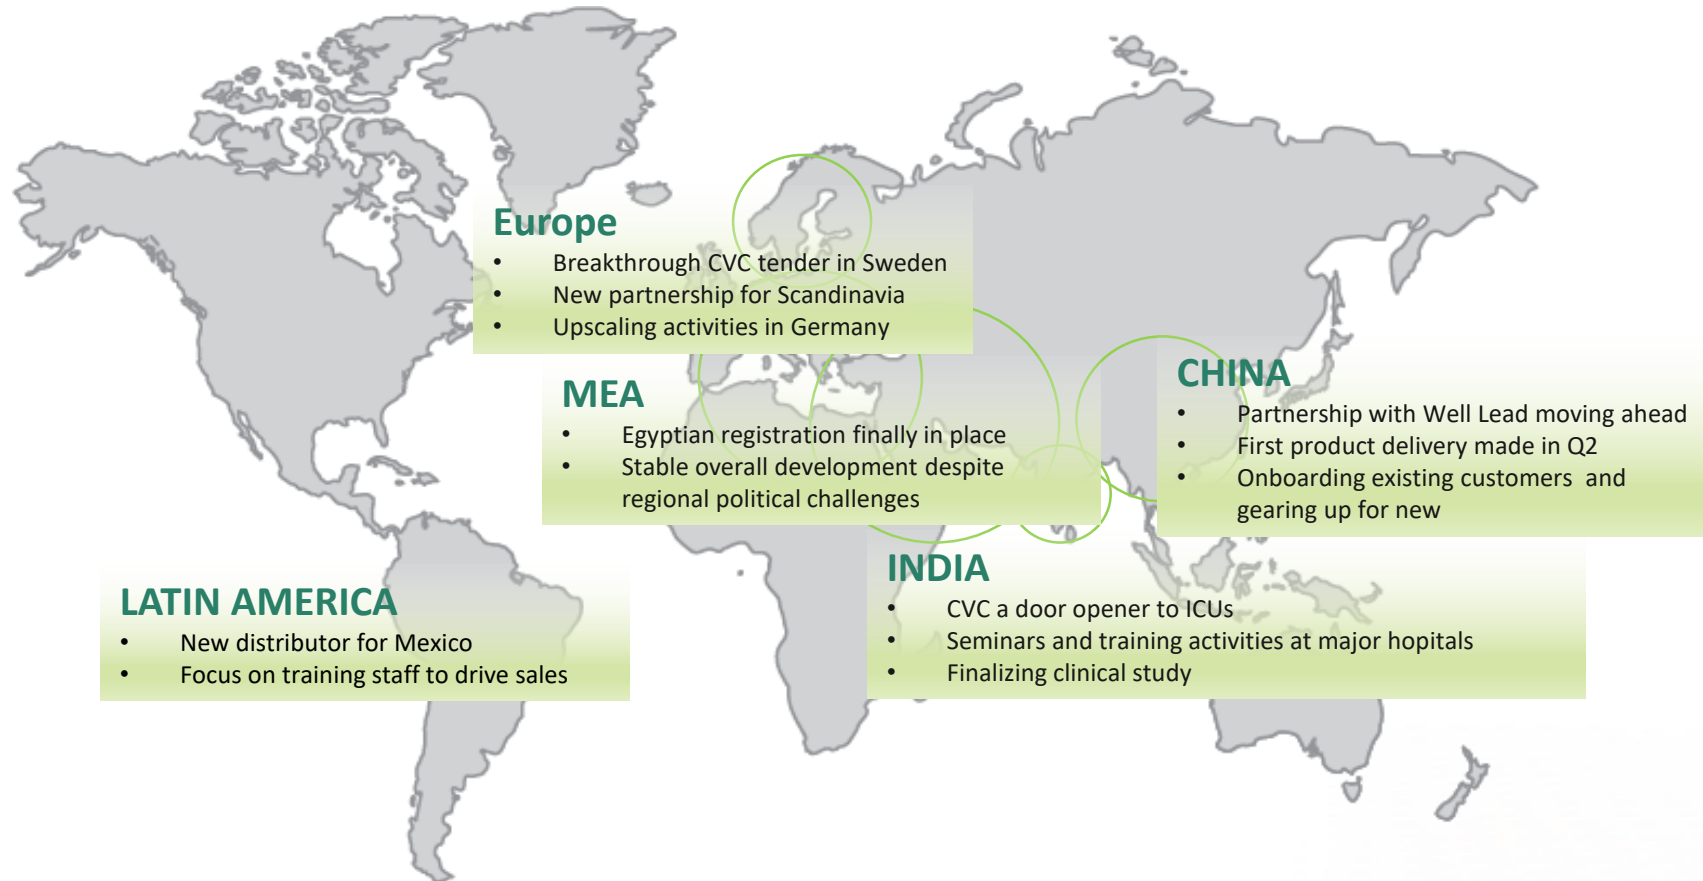 Europe
• Breakthrough CVC tender in Sweden
• New partnership for Scandinavia
• Upscaling activities in Germany
MEA
• Egyptian registration finally in place
• Stable overall development despite
regional political challenges
CHINA
• Partnership with Well Lead moving ahead
• First product delivery made in Q2
• Onboarding existing customers and
gearing up for new
LATIN AMERICA
• New distributor for Mexico
• Focus on training staff to drive sales
INDIA
• CVC a door opener to ICUs
• Seminars and training activities at major hopitals
• Finalizing clinical study